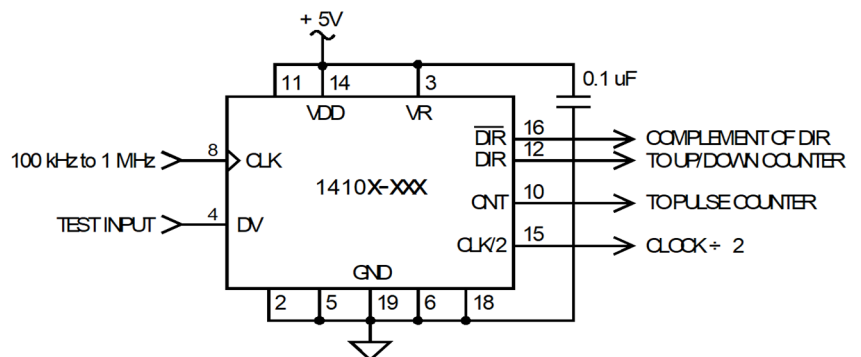 + 5V
11 14 3 0.1 uF
VDD VR
DIR 16 COMPLEMENT OF DIR
100 kHz to 1 MHz 8 CLK DIR 12 TO UP/DOWN COUNTER
1410X-XXX
CNT 10 TO PULSE COUNTER
TEST INPUT 4 DV
CLK/2 15 CLOCK ÷ 2
GND
2 5 19 6 18